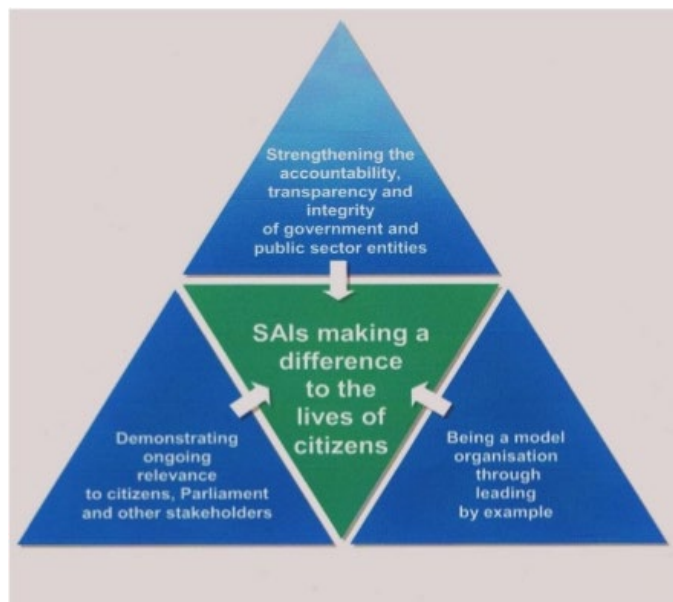 Strengthening the
accountability,
transparency and
integrity
of government and
public sector entities
SAIs making a
difference
to the
lives of
citizens
Demonstrating
ongoing
relevance
to citizens, Parliament
and other stakeholders
Being a model
organisation
through
leading
by example